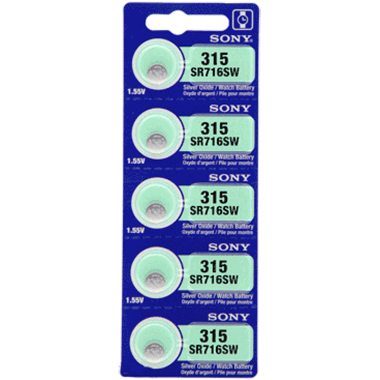 SONY
315
SR716SW
1.55V
Silver Oxide / Watch Battery
Oxyde d'argent / Pile pour montre
SONY
315
SR716SW
1.55V
Silver Oxide / Watch Battery
Oxyde d'argent / Pile pour montre
SONY
315
SR716SW
1.55V
Silver Oxide / Watch Battery
Oxyde d'argent / Pile pour montre
SONY
315
SR716SW
1.55V
Silver Oxide / Watch Battery
Oxyde d'argent / Pile pour montre
SONY
315
SR716SW
1.55V
Silver Oxide / Watch Battery
Oxyde d'argent / Pile pour montre